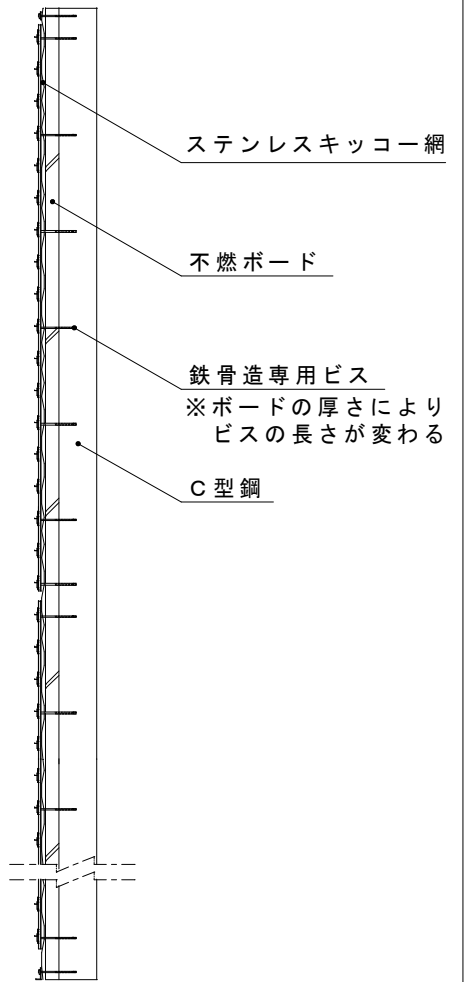 ステンレスキッコー網
不燃ボード
鉄骨造専用ビス
※ボードの厚さにより
ビスの長さが変わる
C型鋼